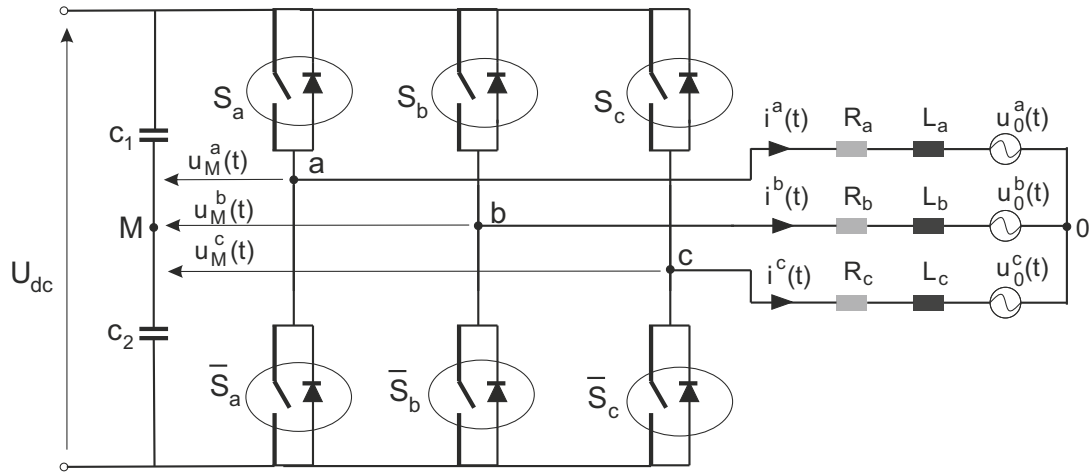 S_a
S_b
S_c
c_1
i^a(t) R_a L_a u_0^a(t)
u_M^a(t) a
i^b(t) R_b L_b u_0^b(t)
M u_M^b(t) b 0
u_M^c(t) c
i^c(t) R_c L_c u_0^c(t)
U_dc
c_2
S̅_a
S̅_b
S̅_c